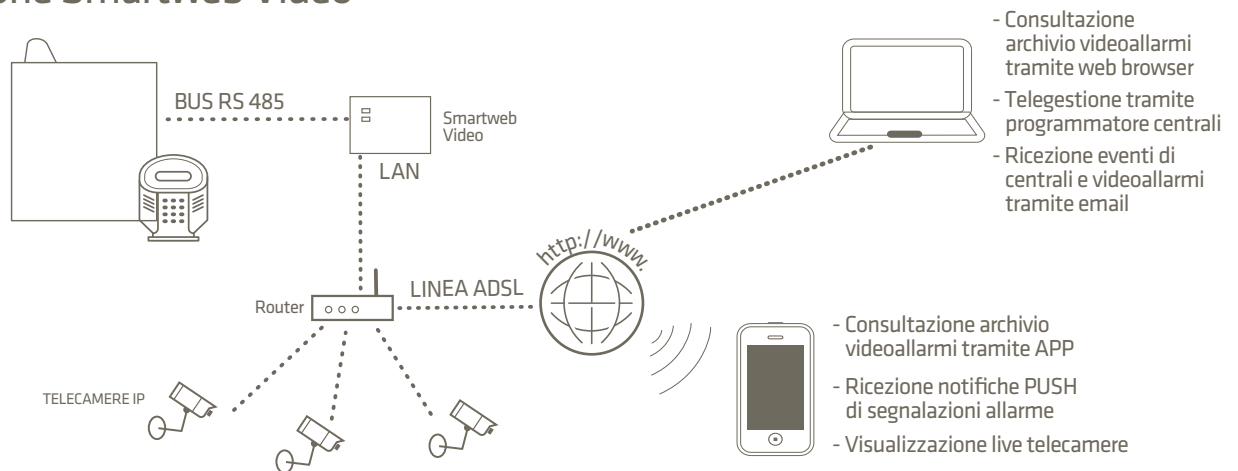 Smartweb Video
- Consultazione
archivio videoallarmi
tramite web browser
- Telegestione tramite
programmatore centrali
- Ricezione eventi di
centrali e videoallarmi
tramite email
BUS RS 485
Smartweb
Video
LAN
http://www.
Router
LINEA ADSL
- Consultazione archivio
videoallarmi tramite APP
- Ricezione notifiche PUSH
di segnalazioni allarme
- Visualizzazione live telecamere
TELECAMERE IP